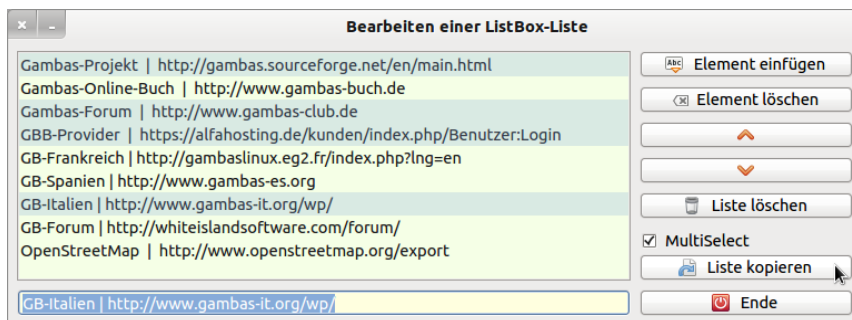 Bearbeiten einer ListBox-Liste
Gambas-Projekt | http://gambas.sourceforge.net/en/main.html
Gambas-Online-Buch | http://www.gambas-buch.de
Gambas-Forum | http://www.gambas-club.de
GBB-Provider | https://alfahosting.de/kunden/index.php/Benutzer:Login
GB-Frankreich | http://gambaslinux.eg2.fr/index.php?lng=en
GB-Spanien | http://www.gambas-es.org
GB-Italien | http://www.gambas-it.org/wp/
GB-Forum | http://whiteislandsoftware.com/forum/
OpenStreetMap | http://www.openstreetmap.org/export
GB-Italien | http://www.gambas-it.org/wp/
Abc Element einfügen
Element löschen
Liste löschen
MultiSelect
Liste kopieren
Ende